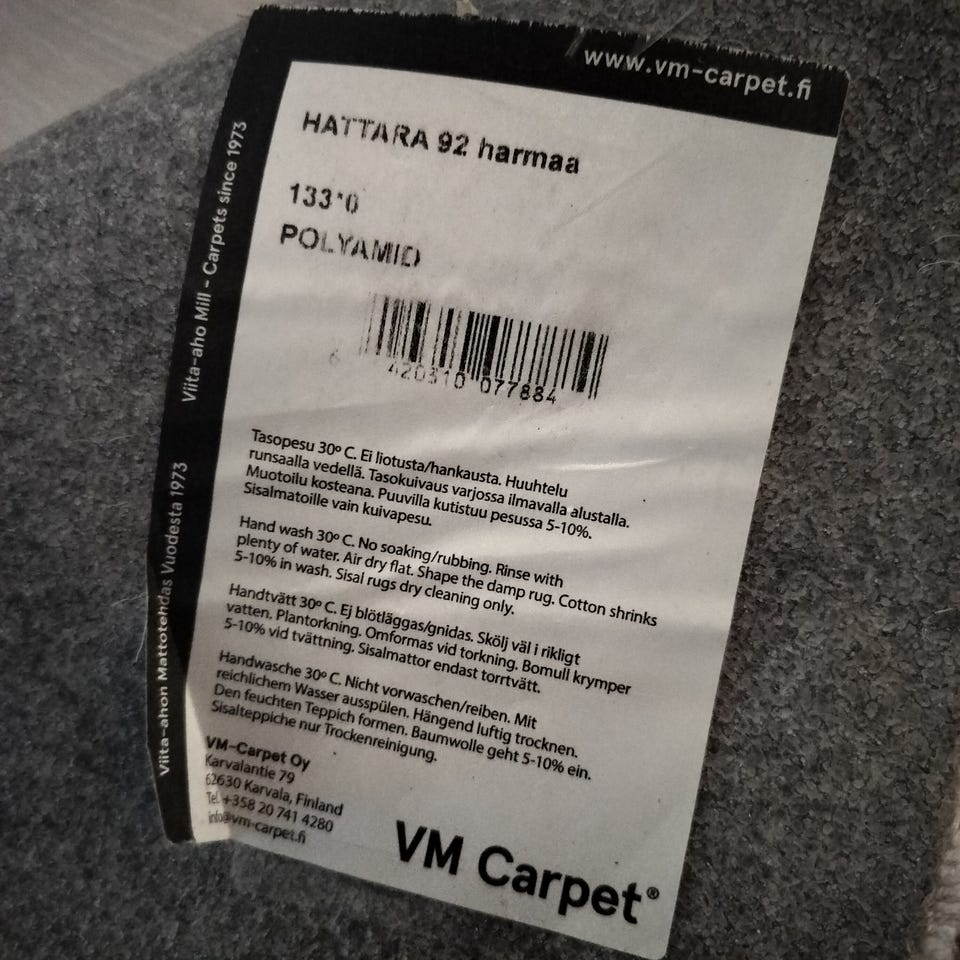 www.vm-carpet.fi
HATTARA 92 harmaa
133*0
POLYAMID
6 420310 077884
Tasopesu 30º C. Ei liotusta/hankausta. Huuhtelu
runsaalla vedellä. Tasokuivaus varjossa ilmavalla alustalla.
Muotoilu kosteana. Puuvilla kutistuu pesussa 5-10%.
Sisalmatoille vain kuivapesu.
Hand wash 30º C. No soaking/rubbing. Rinse with
plenty of water. Air dry flat. Shape the damp rug. Cotton shrinks
5-10% in wash. Sisal rugs dry cleaning only.
Handtvätt 30º C. Ej blötläggas/gnidas. Skölj väl i rikligt
vatten. Plantorkning. Omformas vid torkning. Bomull krymper
5-10% vid tvättning. Sisalmattor endast torrtvätt.
Handwasche 30º C. Nicht vorwaschen/reiben. Mit
reichlichem Wasser ausspülen. Hängend luftig trocknen.
Den feuchten Teppich formen. Baumwolle geht 5-10% ein.
Sisalteppiche nur Trockenreinigung.
VM-Carpet Oy
Karvalantie 79
62630 Karvala, Finland
Tel. +358 20 741 4280
info@vm-carpet.fi
VM Carpet®
Viita-ahon Mattotehdas Vuodesta 1973
Viita-aho Mill - Carpets since 1973